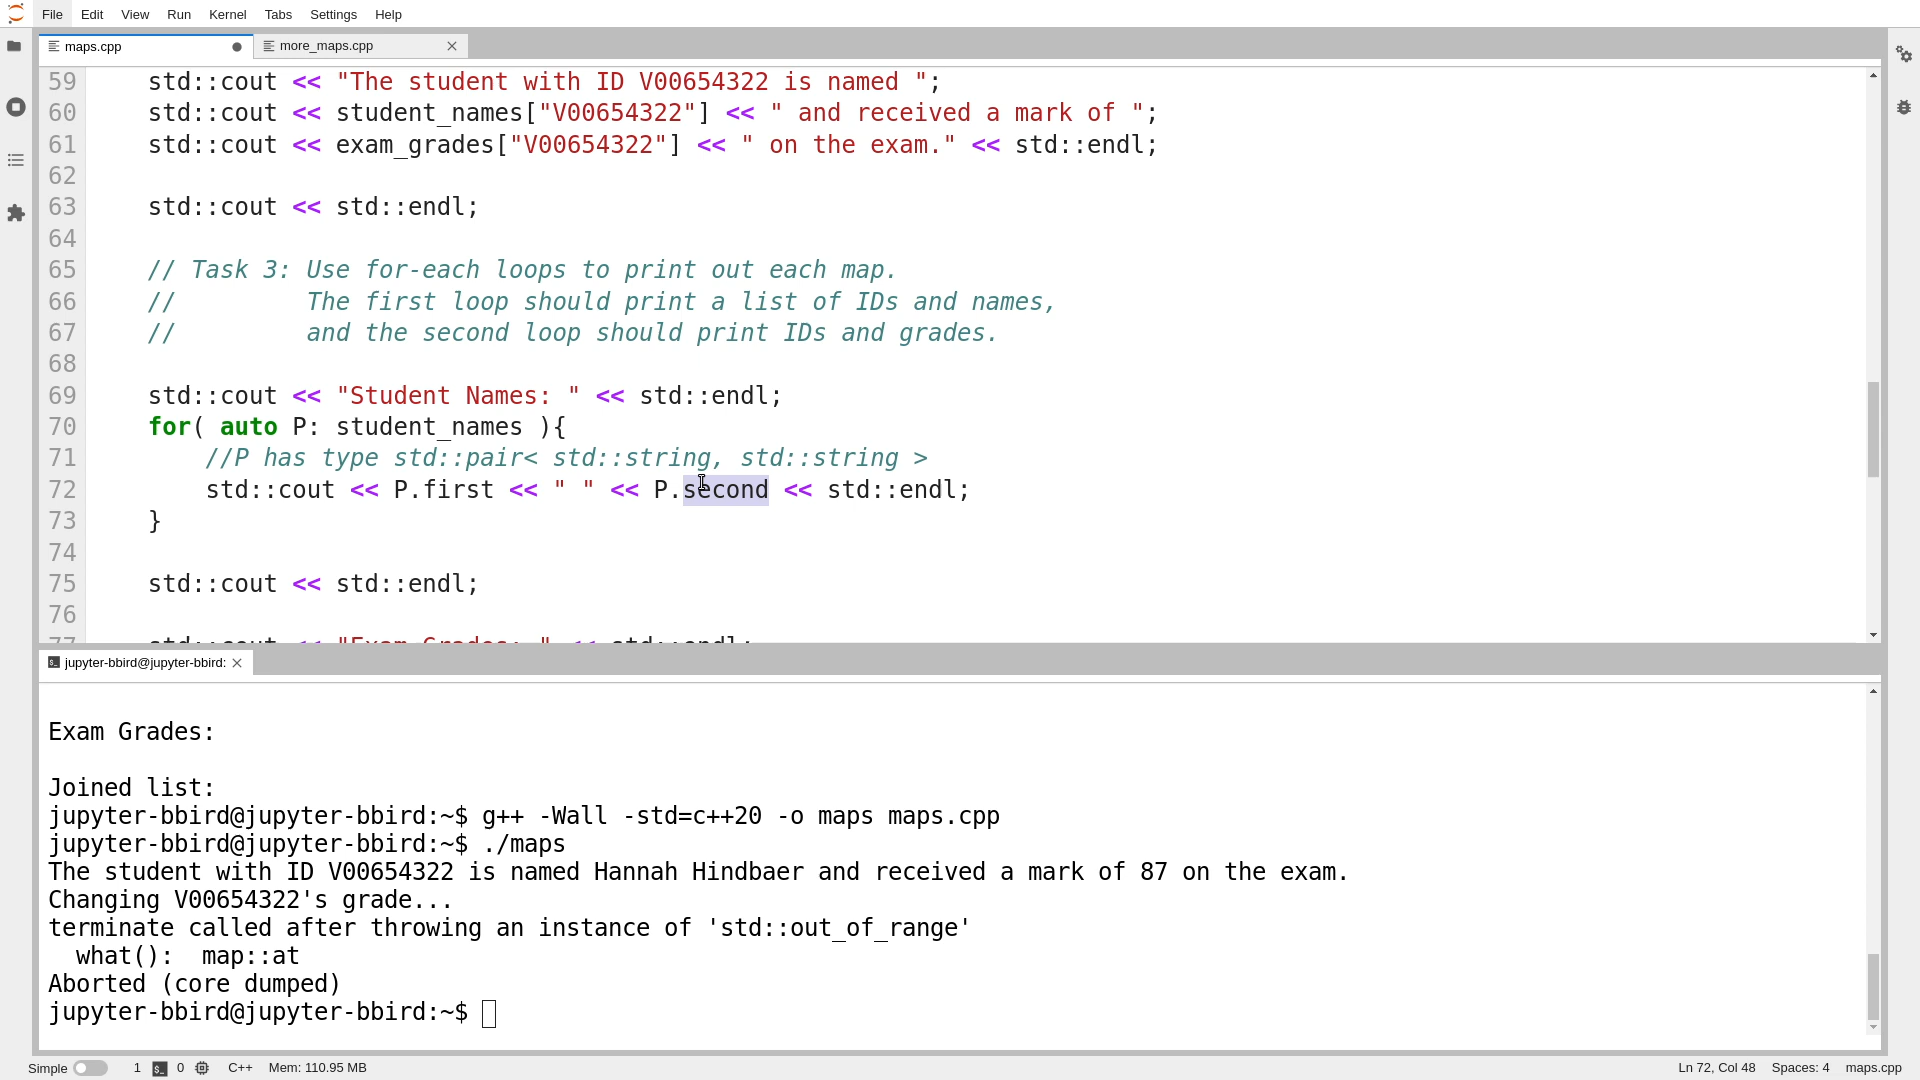 File Edit View Run Kernel Tabs Settings Help
maps.cpp more_maps.cpp
59 std::cout << "The student with ID V00654322 is named ";
60 std::cout << student_names["V00654322"] << " and received a mark of ";
61 std::cout << exam_grades["V00654322"] << " on the exam." << std::endl;
62
63 std::cout << std::endl;
64
65 // Task 3: Use for-each loops to print out each map.
66 // The first loop should print a list of IDs and names,
67 // and the second loop should print IDs and grades.
68
69 std::cout << "Student Names: " << std::endl;
70 for( auto P: student_names ){
71 //P has type std::pair< std::string, std::string >
72 std::cout << P.first << " " << P.second << std::endl;
73 }
74
75 std::cout << std::endl;
76
77 std::cout << "Exam Grades: " << std::endl;
jupyter-bbird@jupyter-bbird:
Exam Grades:
Joined list:
jupyter-bbird@jupyter-bbird:~$ g++ -Wall -std=c++20 -o maps maps.cpp
jupyter-bbird@jupyter-bbird:~$ ./maps
The student with ID V00654322 is named Hannah Hindbaer and received a mark of 87 on the exam.
Changing V00654322's grade...
terminate called after throwing an instance of 'std::out_of_range'
what(): map::at
Aborted (core dumped)
jupyter-bbird@jupyter-bbird:~$
Simple 1 0 C++ Mem: 110.95 MB Ln 72, Col 48 Spaces: 4 maps.cpp